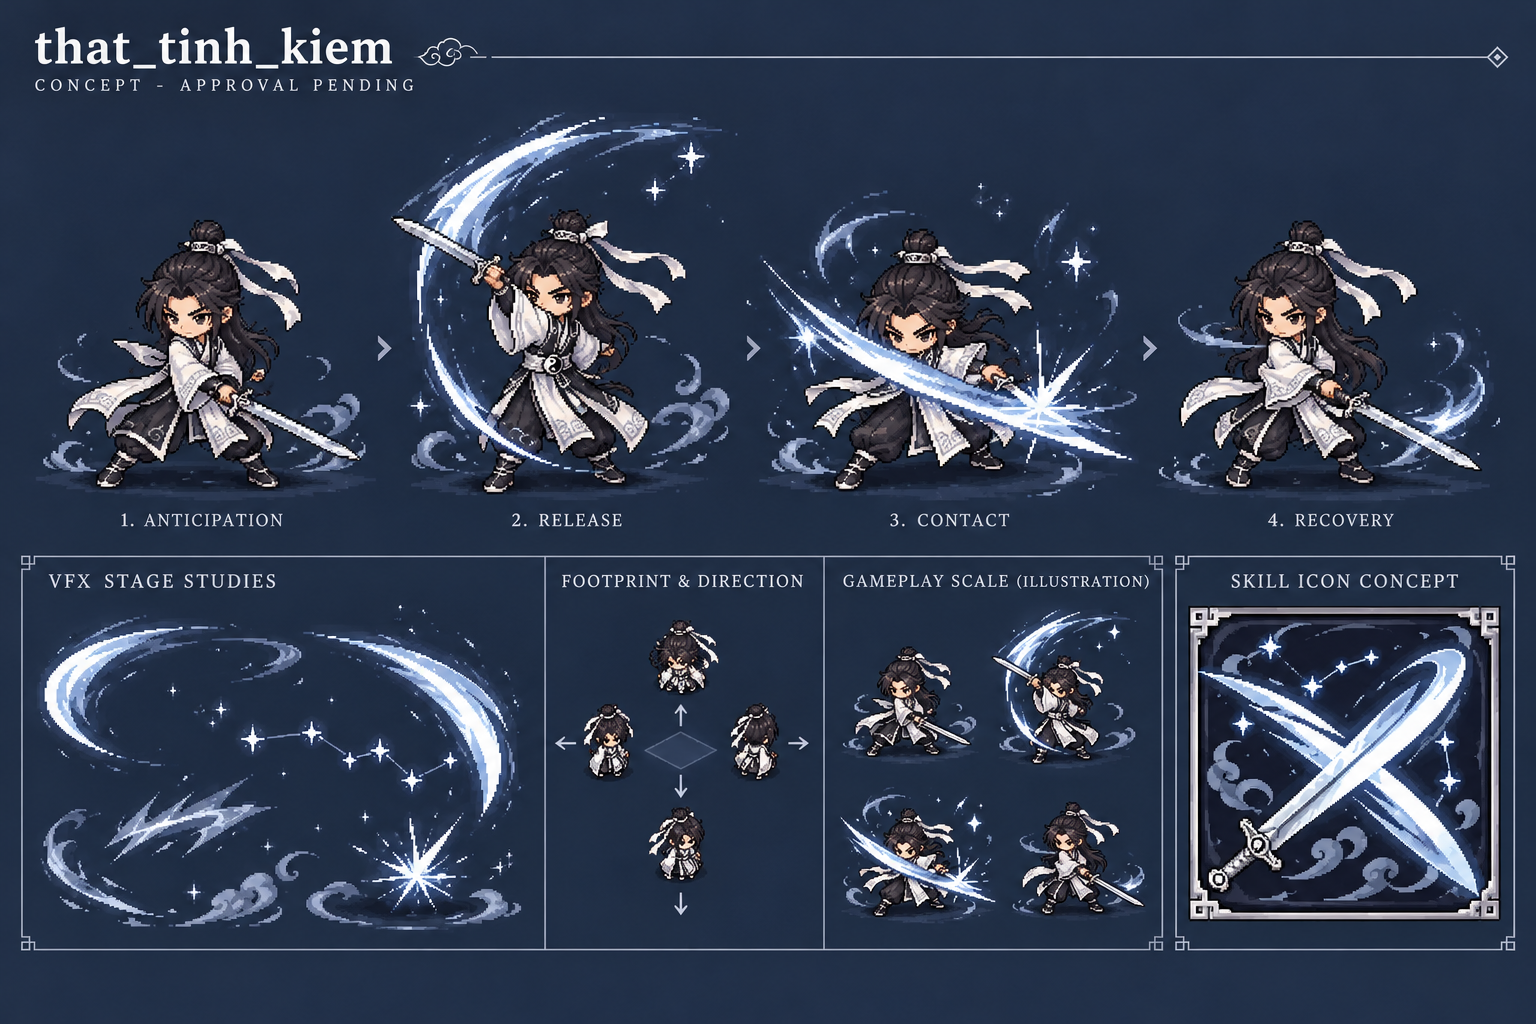 that_tinh_kiem
CONCEPT - APPROVAL PENDING
1. ANTICIPATION
2. RELEASE
3. CONTACT
4. RECOVERY
VFX STAGE STUDIES
FOOTPRINT & DIRECTION
GAMEPLAY SCALE (ILLUSTRATION)
SKILL ICON CONCEPT